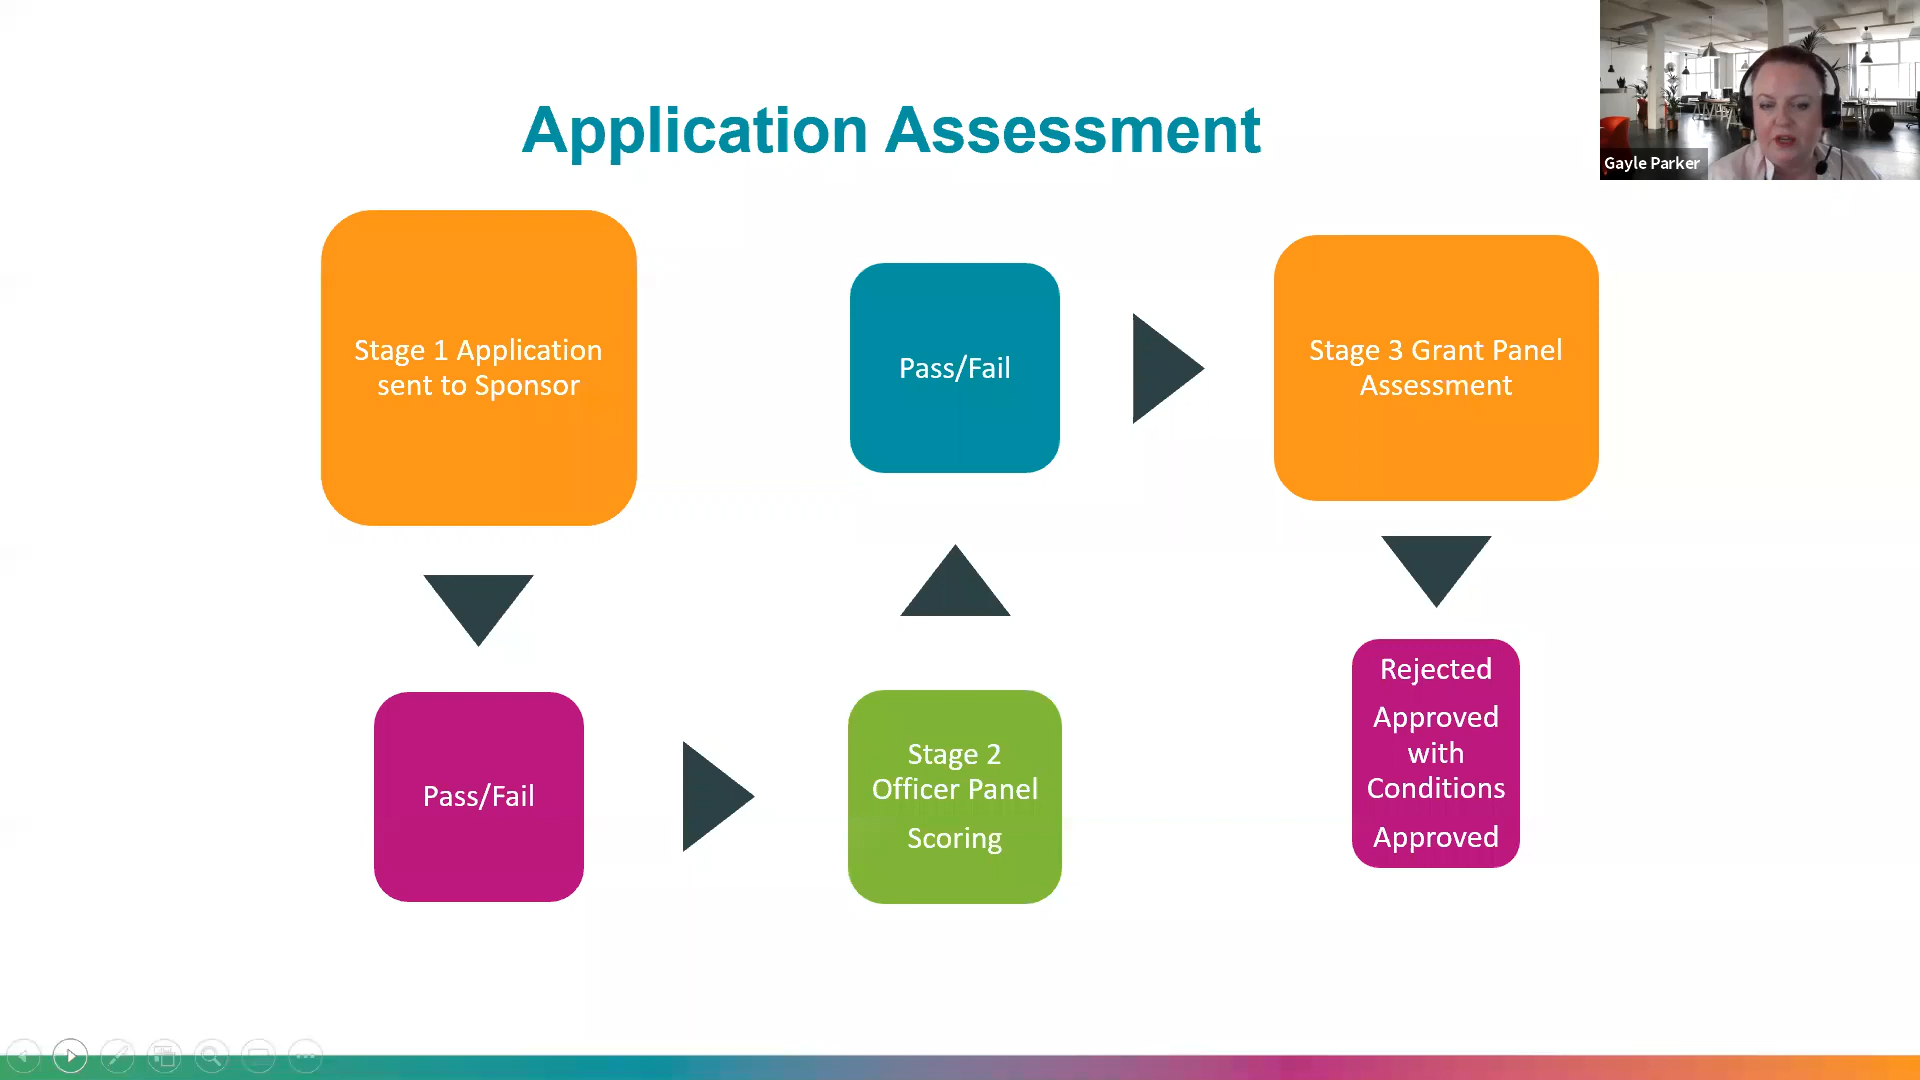 Application Assessment
Gayle Parker
Stage 1 Application
sent to Sponsor
Pass/Fail
Stage 2
Officer Panel
Scoring
Pass/Fail
Stage 3 Grant Panel
Assessment
Rejected
Approved
with
Conditions
Approved